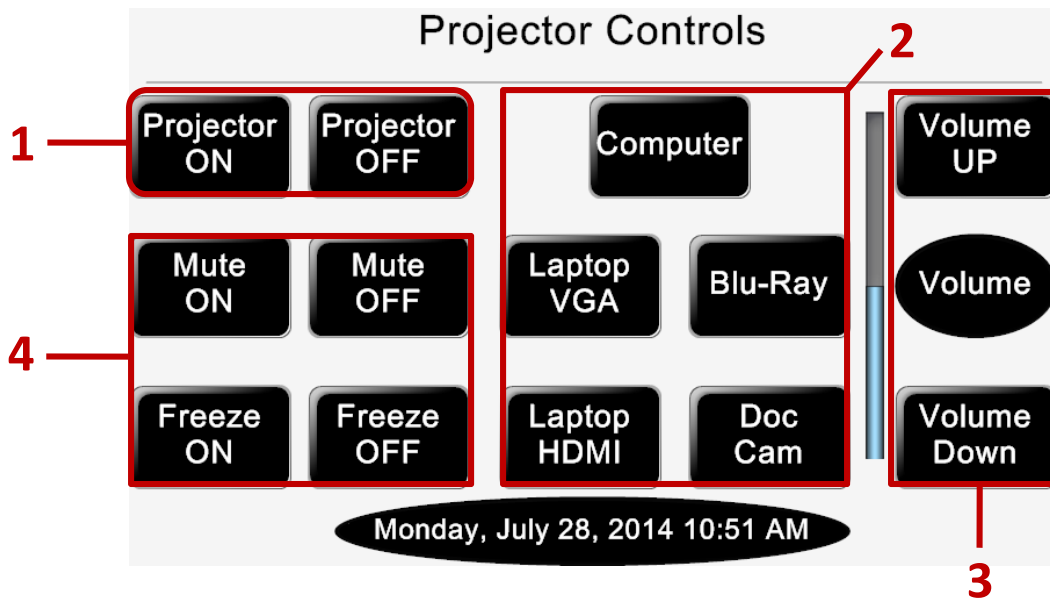 Projector Controls
2
1
Projector
ON
Projector
OFF
Computer
Volume
UP
4
Mute
ON
Mute
OFF
Laptop
VGA
Blu-Ray
Volume
Freeze
ON
Freeze
OFF
Laptop
HDMI
Doc
Cam
Volume
Down
Monday, July 28, 2014 10:51 AM
3